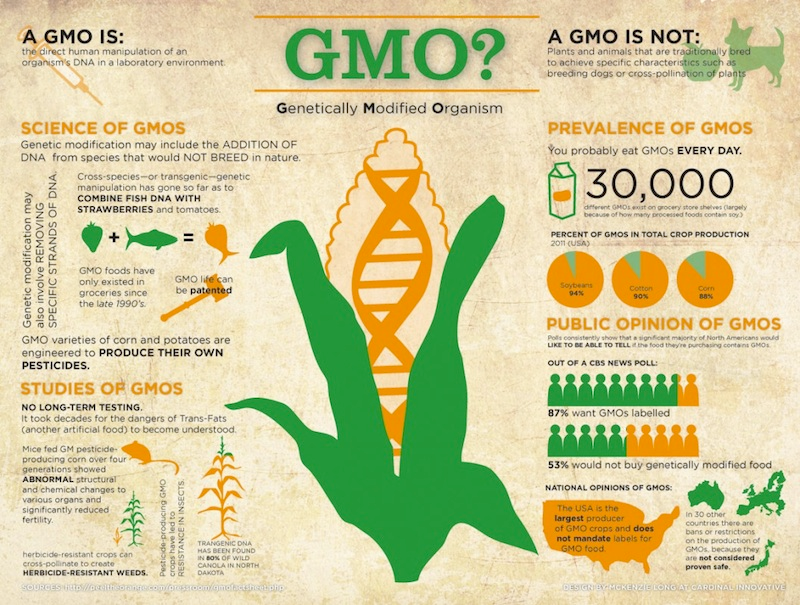 A GMO IS:
the direct human manipulation of an
organism's DNA in a laboratory environment.
GMO?
Genetically Modified Organism
A GMO IS NOT:
Plants and animals that are traditionally bred
to achieve specific characteristics such as
breeding dogs or cross-pollination of plants
SCIENCE OF GMOS
Genetic modification may include the ADDITION OF
DNA from species that would NOT BREED in nature.
Genetic modification may
also involve REMOVING
SPECIFIC STRANDS OF DNA.
Cross-species—or transgenic—genetic
manipulation has gone so far as to
COMBINE FISH DNA WITH
STRAWBERRIES and tomatoes.
+ =
GMO foods have
only existed in
groceries since
the late 1990's.
GMO life can
be patented
GMO varieties of corn and potatoes are
engineered to PRODUCE THEIR OWN
PESTICIDES.
STUDIES OF GMOS
NO LONG-TERM TESTING.
It took decades for the dangers of Trans-Fats
(another artificial food) to become understood.
Mice fed GM pesticide-
producing corn over four
generations showed
ABNORMAL structural
and chemical changes to
various organs and
significantly reduced
fertility.
herbicide-resistant crops can
cross-pollinate to create
HERBICIDE-RESISTANT WEEDS.
Pesticide-producing GMO
crops have led to
RESISTANCE IN INSECTS.
TRANGENIC DNA
HAS BEEN FOUND
IN 80% OF WILD
CANOLA IN NORTH
DAKOTA
PREVALENCE OF GMOS
You probably eat GMOs EVERY DAY.
30,000
different GMOs exist on grocery store shelves (largely
because of how many processed foods contain soy.)
PERCENT OF GMOS IN TOTAL CROP PRODUCTION
2011 (USA)
Soybeans
94%
Cotton
90%
Corn
88%
PUBLIC OPINION OF GMOS
Polls consistently show that a significant majority of North Americans would
LIKE TO BE ABLE TO TELL if the food they're purchasing contains GMOs.
OUT OF A CBS NEWS POLL:
87% want GMOs labelled
53% would not buy genetically modified food
NATIONAL OPINIONS OF GMOS:
The USA is the
largest producer
of GMO crops and does
not mandate labels for
GMO food.
In 30 other
countries there are
bans or restrictions
on the production of
GMOs, because they
are not considered
proven safe.
DESIGN BY MCKENZIE LONG AT CARDINAL INNOVATIVE